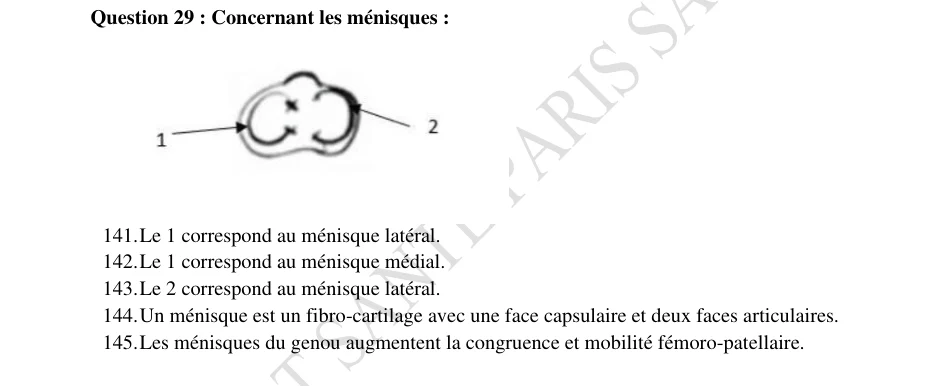 Question 29 : Concernant les ménisques :
1
2
141.Le 1 correspond au ménisque latéral.
142.Le 1 correspond au ménisque médial.
143.Le 2 correspond au ménisque latéral.
144.Un ménisque est un fibro-cartilage avec une face capsulaire et deux faces articulaires.
145.Les ménisques du genou augmentent la congruence et mobilité fémoro-patellaire.